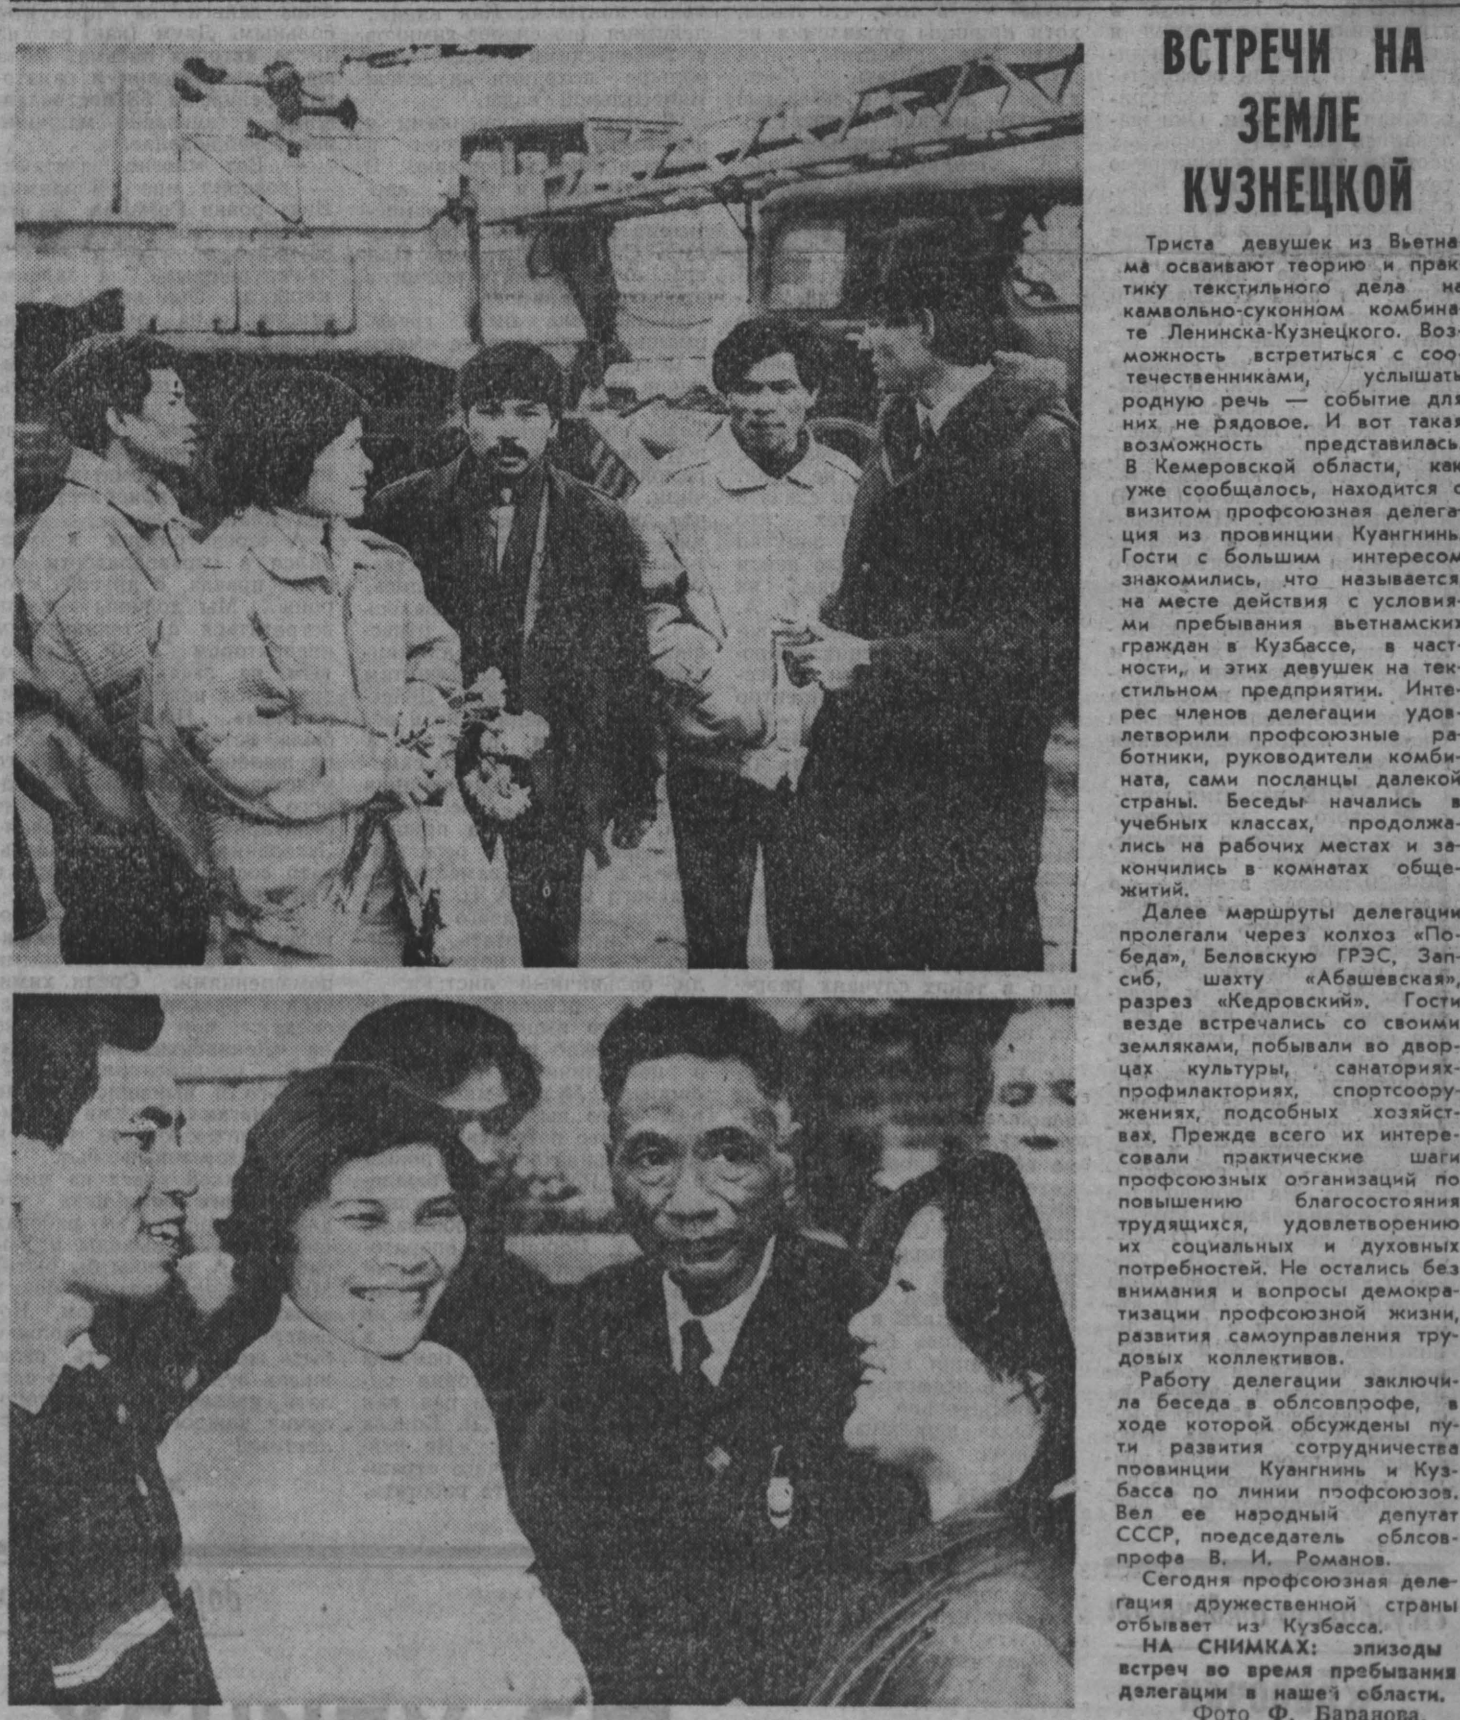 ВСТРЕЧИ НА
ЗЕМЛЕ
КУЗНЕЦКОЙ
Триста девушек из Вьетна-
ма осваивают теорию и прак-
тику текстильного дела на
камвольно-суконном комбина-
те Ленинска-Кузнецкого. Воз-
можность встретиться с соо-
течественниками, услышать
родную речь — событие для
них не рядовое. И вот такая
возможность представилась.
В Кемеровской области, как
уже сообщалось, находится с
визитом профсоюзная делега-
ция из провинции Куангнинь.
Гости с большим интересом
знакомились, что называется
на месте действия с условия-
ми пребывания вьетнамских
граждан в Кузбассе, в част-
ности, и этих девушек на тек-
стильном предприятии. Инте-
рес членов делегации удов-
летворили профсоюзные ра-
ботники, руководители комби-
ната, сами посланцы далекой
страны. Беседы начались в
учебных классах, продолжа-
лись на рабочих местах и за-
кончились в комнатах обще-
житий.
Далее маршруты делегации
пролегали через колхоз «По-
беда», Беловскую ГРЭС, Зап-
сиб, шахту «Абашевская»,
разрез «Кедровский». Гости
везде встречались со своими
земляками, побывали во двор-
цах культуры, санаториях-
профилакториях, спортсоору-
жениях, подсобных хозяйст-
вах. Прежде всего их интере-
совали практические шаги
профсоюзных организаций по
повышению благосостояния
трудящихся, удовлетворению
их социальных и духовных
потребностей. Не остались без
внимания и вопросы демокра-
тизации профсоюзной жизни,
развития самоуправления тру-
довых коллективов.
Работу делегации заключи-
ла беседа в облсовпрофе, в
ходе которой обсуждены пу-
ти развития сотрудничества
провинции Куангнинь и Куз-
басса по линии профсоюзов.
Вел ее народный депутат
СССР, председатель облсов-
профа В. И. Романов.
Сегодня профсоюзная деле-
гация дружественной страны
отбывает из Кузбасса.
НА СНИМКАХ: эпизоды
встреч во время пребывания
делегации в нашей области.
Фото Ф. Баранова.